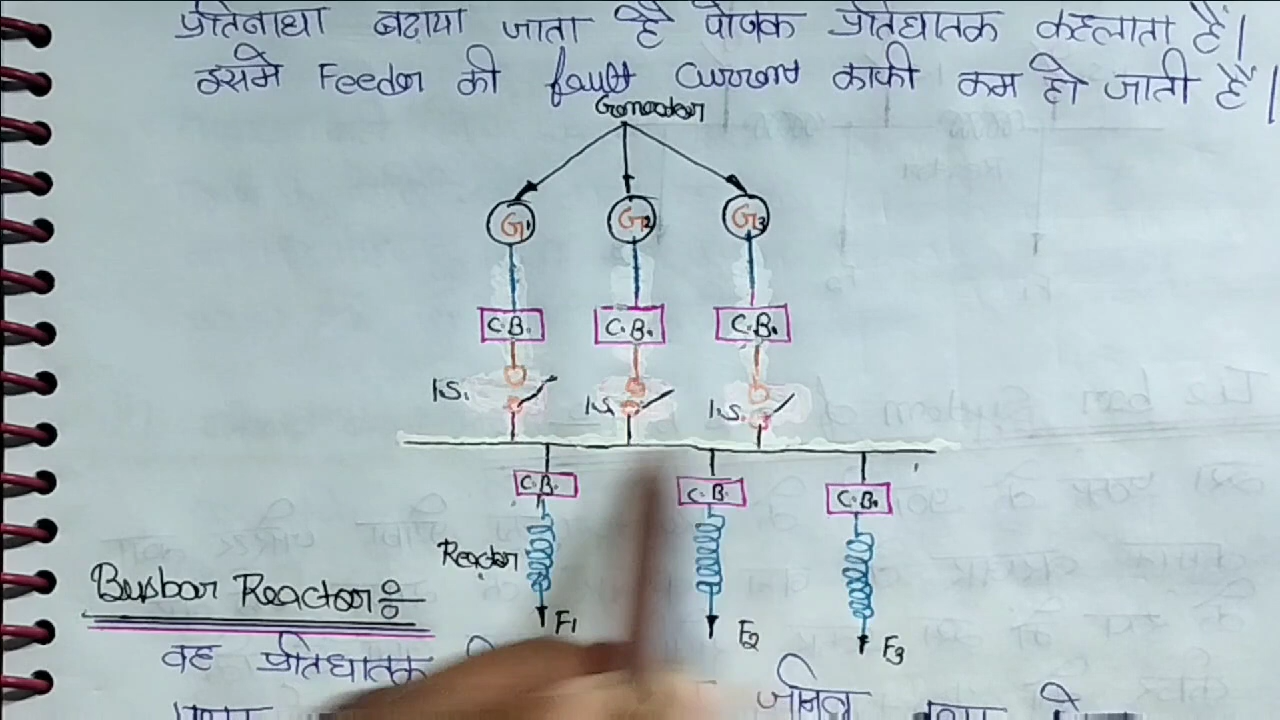 प्रतिबाधा बढ़ाया जाता है पोषक प्रतिघातक कहलाता है।
इसमे Feeder की fault Current काफी कम हो जाती है।
Generator
G1 G2 G3
C.B. C.B. C.B.
I.S. I.S. I.S.
C.B. C.B. C.B.
Reactor
F1 F2 F3
Busbar Reactor÷
वह प्रतिघातक
जनित्र